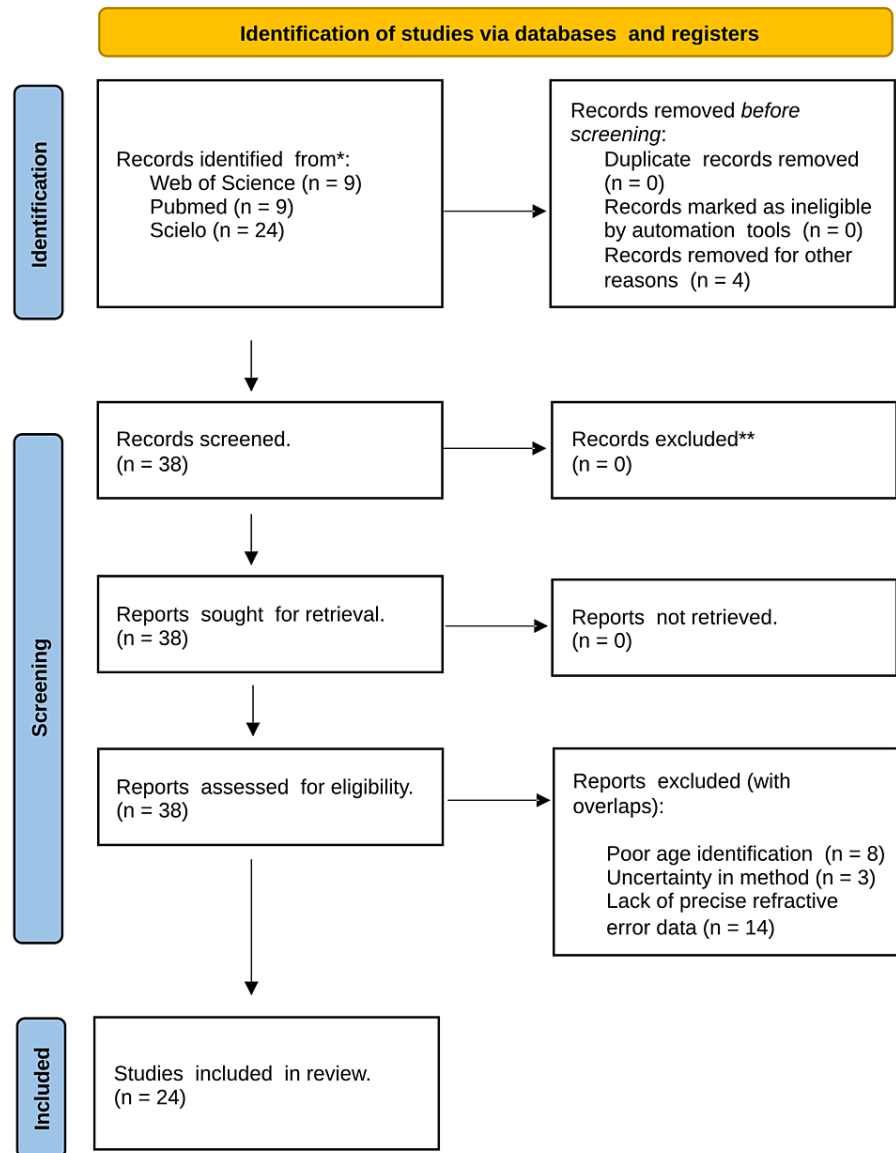 Identification of studies via databases and registers
Identification
Records identified from*:
Web of Science (n = 9)
Pubmed (n = 9)
Scielo (n = 24)
Records removed before
screening:
Duplicate records removed
(n = 0)
Records marked as ineligible
by automation tools (n = 0)
Records removed for other
reasons (n = 4)
Screening
Records screened.
(n = 38)
Records excluded**
(n = 0)
Reports sought for retrieval.
(n = 38)
Reports not retrieved.
(n = 0)
Reports assessed for eligibility.
(n = 38)
Reports excluded (with
overlaps):
Poor age identification (n = 8)
Uncertainty in method (n = 3)
Lack of precise refractive
error data (n = 14)
Included
Studies included in review.
(n = 24)